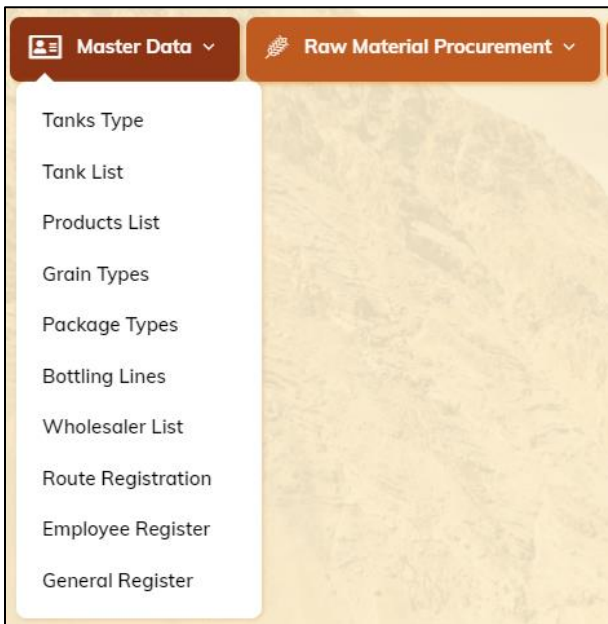 Master Data
Raw Material Procurement
Tanks Type
Tank List
Products List
Grain Types
Package Types
Bottling Lines
Wholesaler List
Route Registration
Employee Register
General Register